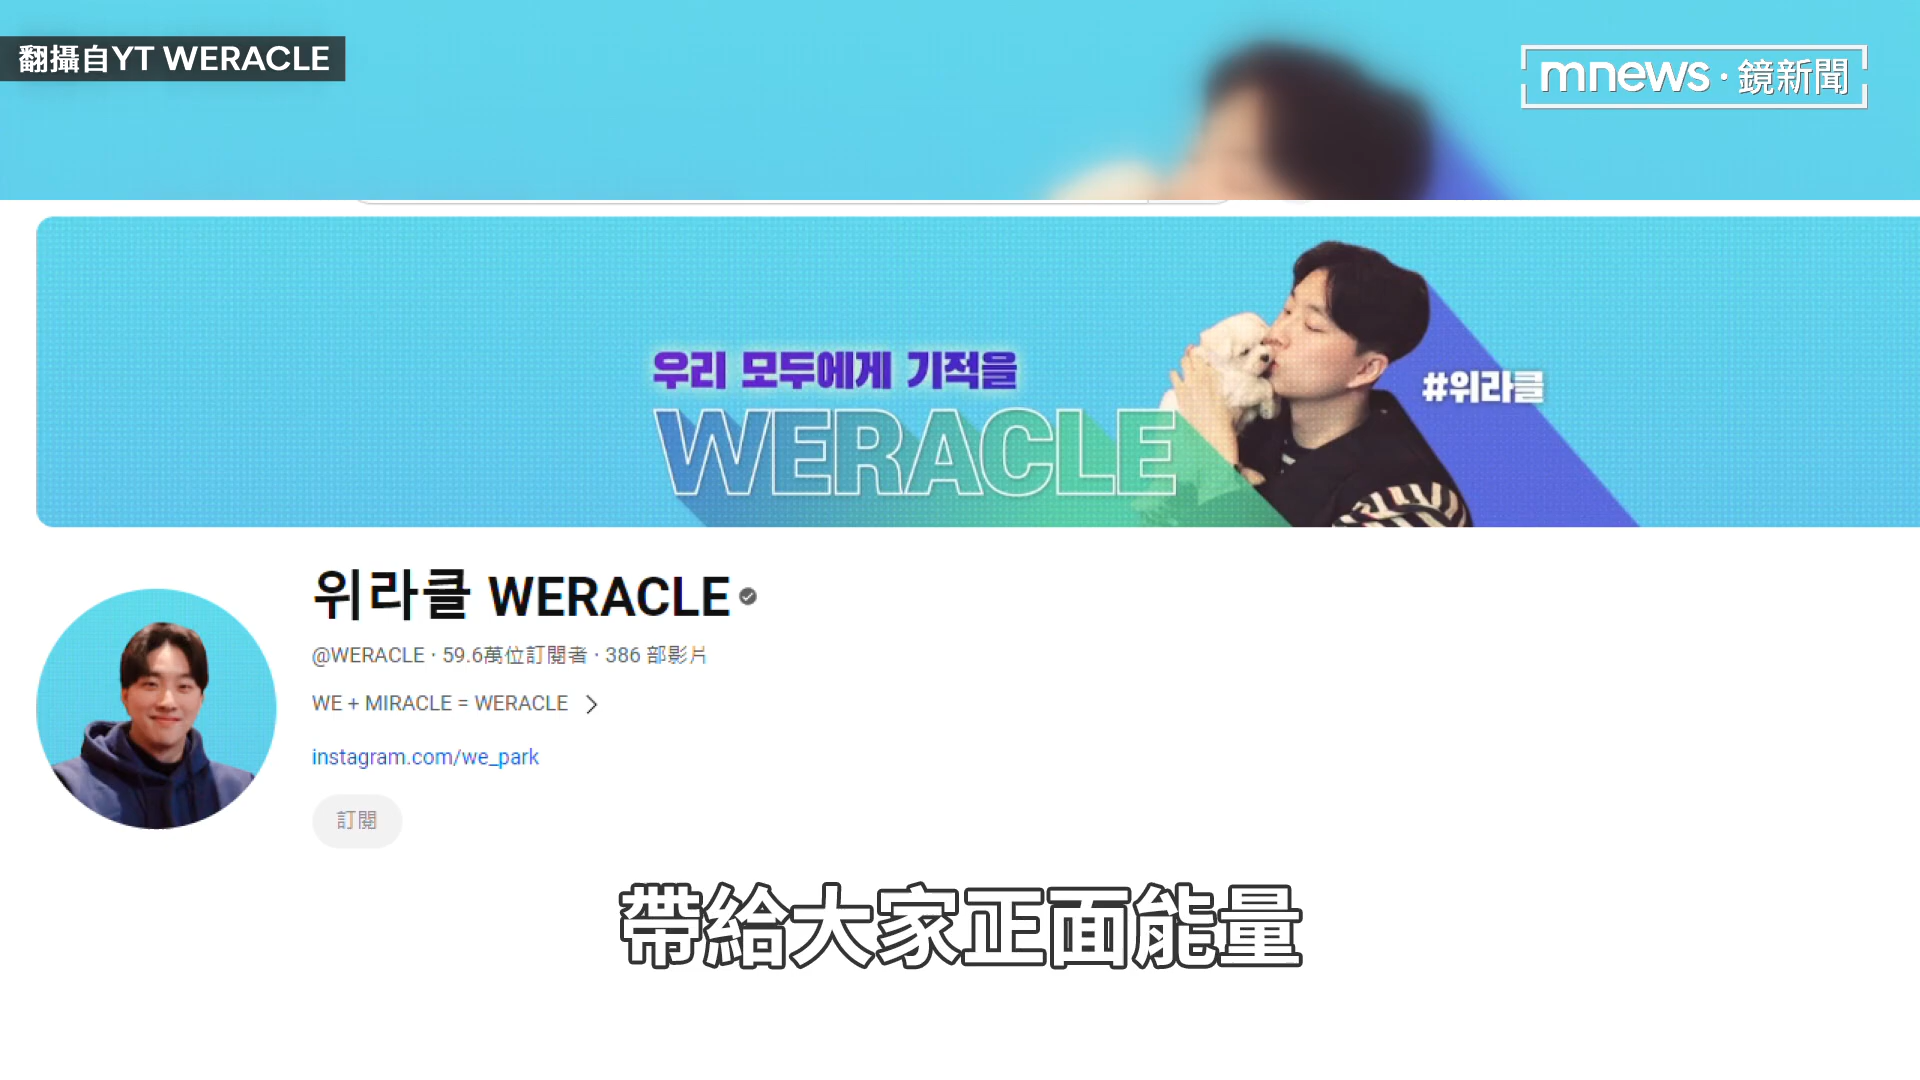 翻攝自YT WERACLE
mnews · 鏡新聞
우리 모두에게 기적을
WERACLE
#위라클
위라클 WERACLE
@WERACLE · 59.6萬位訂閱者 · 386 部影片
WE + MIRACLE = WERACLE
instagram.com/we_park
訂閱
帶給大家正面能量